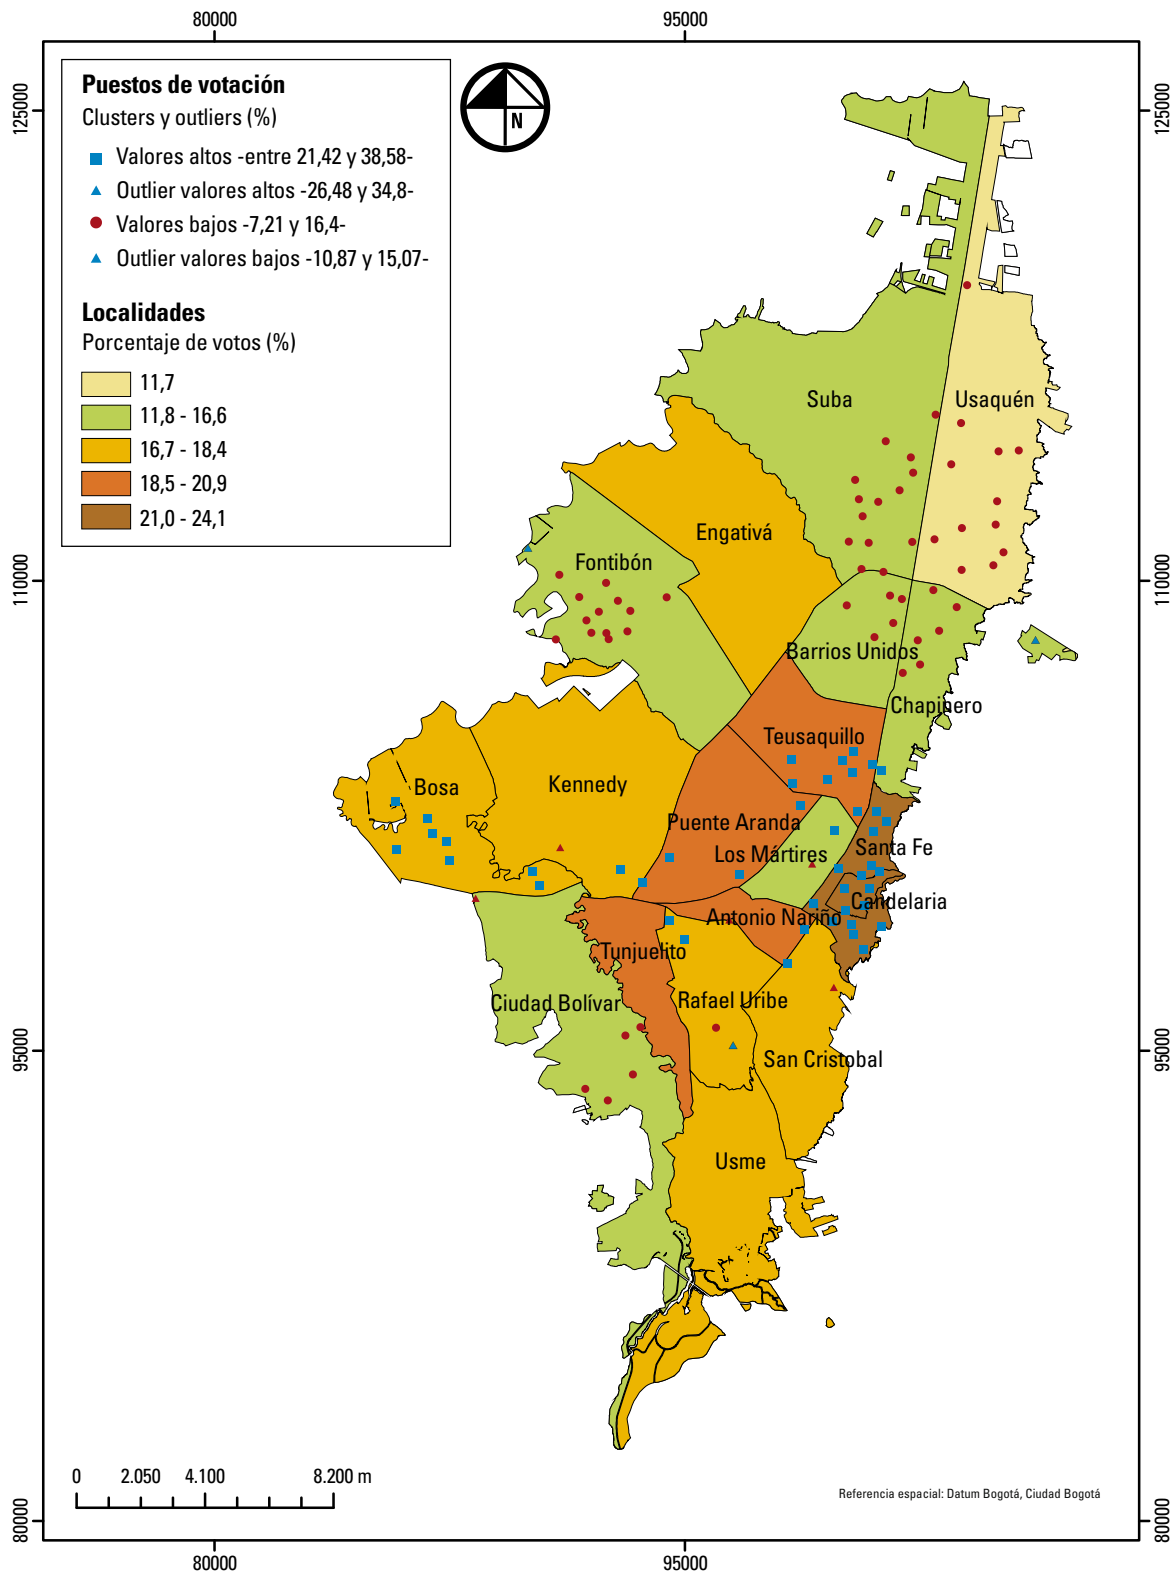 80000
95000
125000
125000
Puestos de votación
Clusters y outliers (%)
Valores altos -entre 21,42 y 38,58-
Outlier valores altos -26,48 y 34,8-
Valores bajos -7,21 y 16,4-
Outlier valores bajos -10,87 y 15,07-
Localidades
Porcentaje de votos (%)
11,7
11,8 - 16,6
16,7 - 18,4
18,5 - 20,9
21,0 - 24,1
N
Suba
Usaquén
Engativá
Fontibón
110000
110000
Barrios Unidos
Chapinero
Teusaquillo
Bosa
Kennedy
Puente Aranda
Los Mártires
Santa Fe
Candelaria
Antonio Nariño
Tunjuelito
Ciudad Bolívar
Rafael Uribe
San Cristobal
95000
95000
Usme
0 2.050 4.100 8.200 m
Referencia espacial: Datum Bogotá, Ciudad Bogotá
80000
80000
80000
95000